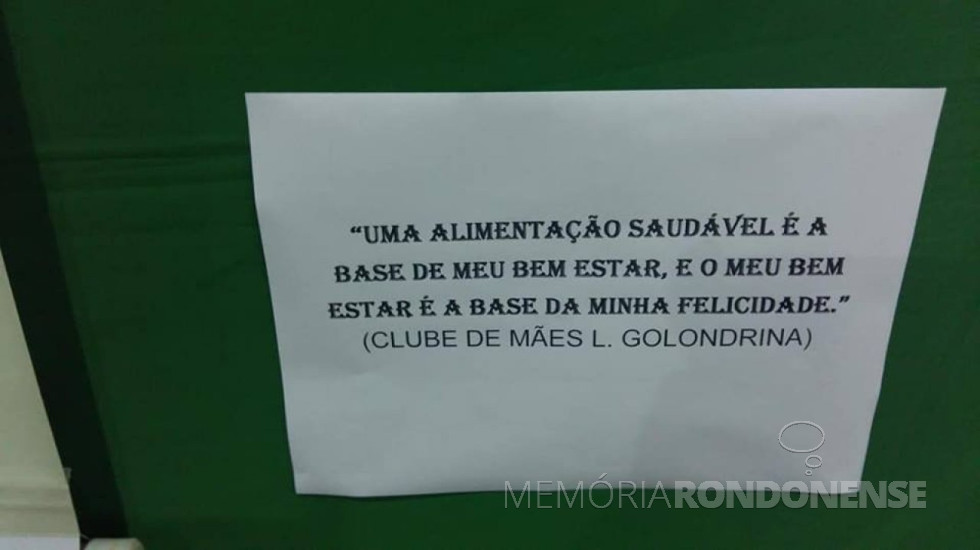 “UMA ALIMENTAÇÃO SAUDÁVEL É A
BASE DE MEU BEM ESTAR, E O MEU BEM
ESTAR É A BASE DA MINHA FELICIDADE.”
(CLUBE DE MÃES L. GOLONDRINA)
MEMÓRIARONDONENSE